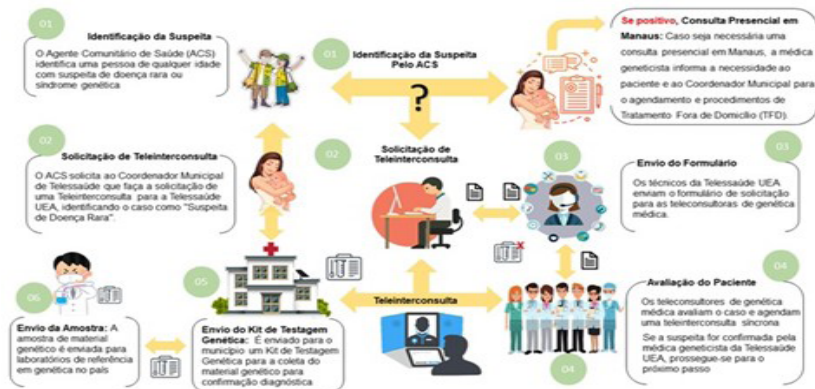 01
Identificação da Suspeita
O Agente Comunitário de Saúde (ACS)
identifica uma pessoa de qualquer idade
com suspeita de doença rara ou
síndrome genética
01
Identificação da Suspeita
Pelo ACS
?
Se positivo, Consulta Presencial em
Manaus: Caso seja necessária uma
consulta presencial em Manaus, a médica
geneticista informa a necessidade ao
paciente e ao Coordenador Municipal para
o agendamento e procedimentos de
Tratamento Fora de Domicílio (TFD).
02
Solicitação de Teleinterconsulta
O ACS solicita ao Coordenador Municipal
de Telessaúde que faça a solicitação de
uma Teleinterconsulta para a Telessaúde
UEA, identificando o caso como "Suspeita
de Doença Rara".
02
Solicitação de
Teleinterconsulta
03
03
Envio do Formulário
Os técnicos da Telessaúde UEA
enviam o formulário de solicitação
para as teleconsultoras de genética
médica.
04
Avaliação do Paciente
Os teleconsultores de genética
médica avaliam o caso e agendam
uma teleinterconsulta síncrona
Se a suspeita for confirmada pela
médica geneticista da Telessaúde
UEA, prossegue-se para o
próximo passo
04
Teleinterconsulta
05
Envio do Kit de Testagem
Genética: É enviado para o
município um Kit de Testagem
Genética para a coleta do
material genético para
confirmação diagnóstica
06
Envio da Amostra: A
amostra de material
genético é enviada para
laboratórios de referência
em genética no país